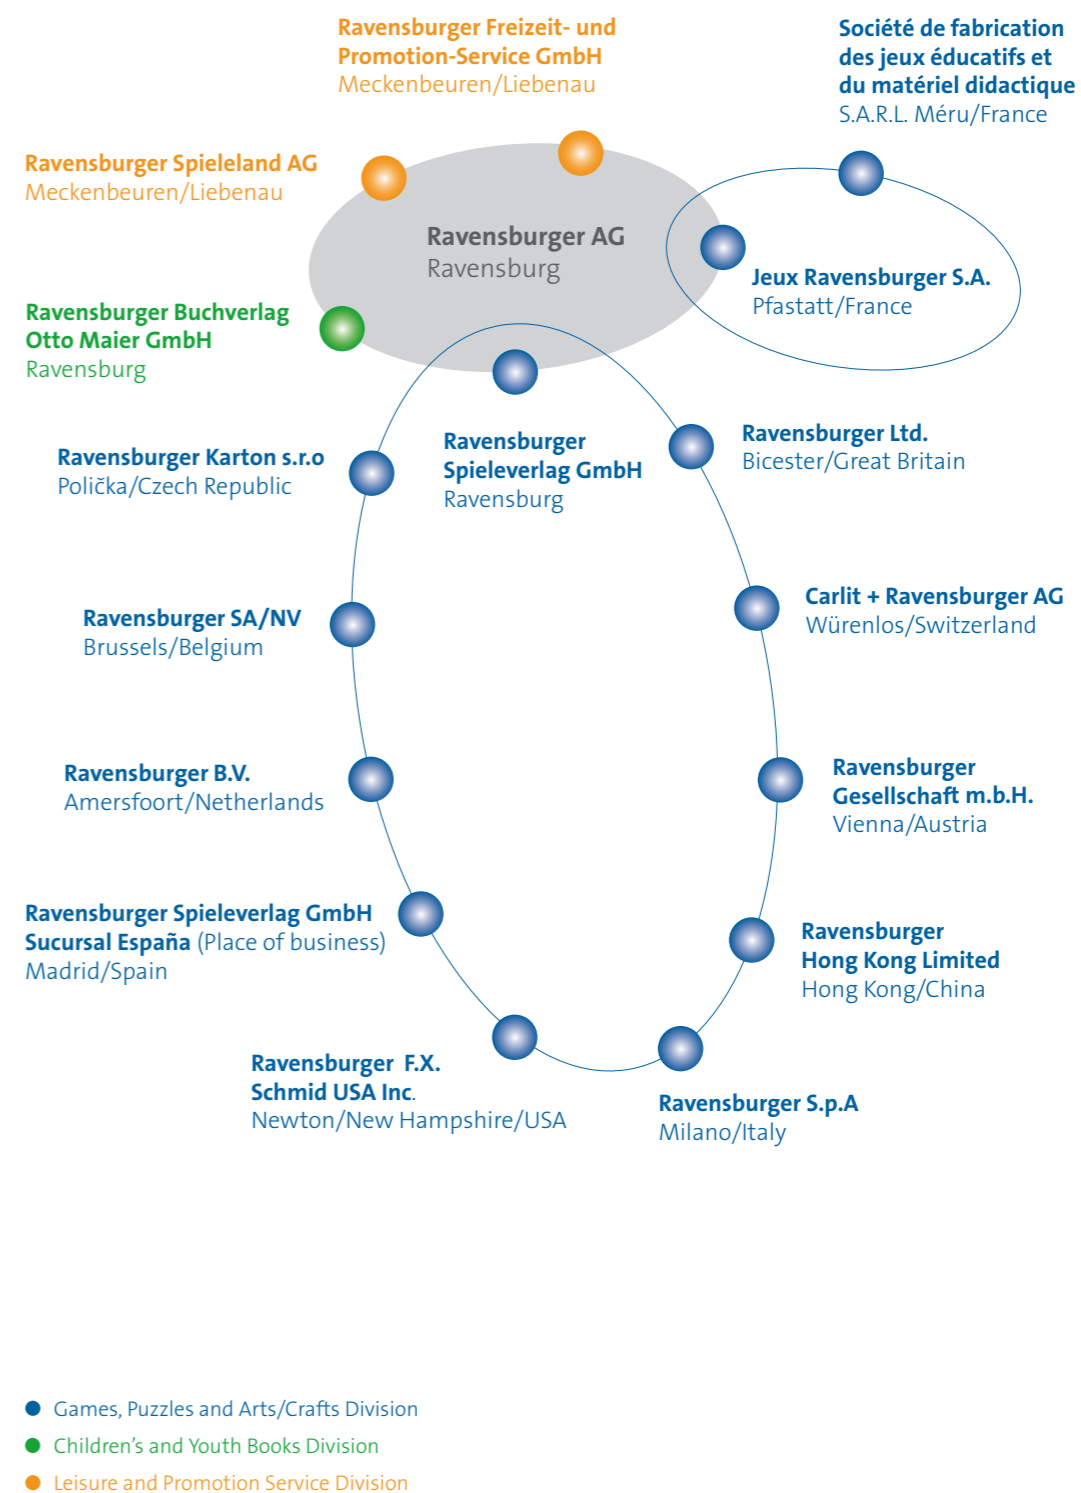 Ravensburger Freizeit- und
Promotion-Service GmbH
Meckenbeuren/Liebenau
Société de fabrication
des jeux éducatifs et
du matériel didactique
S.A.R.L. Méru/France
Ravensburger Spieleland AG
Meckenbeuren/Liebenau
Ravensburger AG
Ravensburg
Jeux Ravensburger S.A.
Pfastatt/France
Ravensburger Buchverlag
Otto Maier GmbH
Ravensburg
Ravensburger Karton s.r.o
Polička/Czech Republic
Ravensburger
Spieleverlag GmbH
Ravensburg
Ravensburger Ltd.
Bicester/Great Britain
Ravensburger SA/NV
Brussels/Belgium
Carlit + Ravensburger AG
Würenlos/Switzerland
Ravensburger B.V.
Amersfoort/Netherlands
Ravensburger
Gesellschaft m.b.H.
Vienna/Austria
Ravensburger Spieleverlag GmbH
Sucursal España (Place of business)
Madrid/Spain
Ravensburger
Hong Kong Limited
Hong Kong/China
Ravensburger F.X.
Schmid USA Inc.
Newton/New Hampshire/USA
Ravensburger S.p.A
Milano/Italy
Games, Puzzles and Arts/Crafts Division
Children’s and Youth Books Division
Leisure and Promotion Service Division